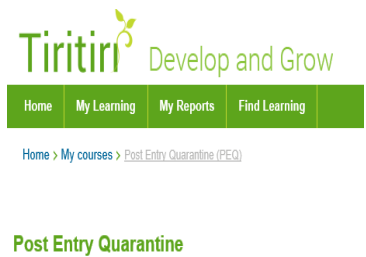 Tiritiri Develop and Grow
Home My Learning My Reports Find Learning
Home > My courses > Post Entry Quarantine (PEQ)
Post Entry Quarantine